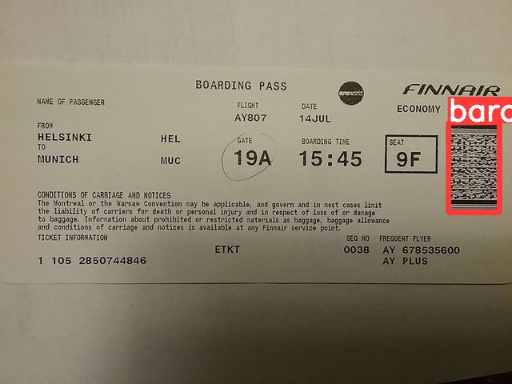 BOARDING PASS
oneworld
FINNAIR
NAME OF PASSENGER
FLIGHT DATE ECONOMY
AY807 14JUL
barc
FROM
HELSINKI HEL
GATE BOARDING TIME SEAT
TO
MUNICH MUC
19A 15:45 9F
CONDITIONS OF CARRIAGE AND NOTICES
The Montreal or the Warsaw Convention may be applicable, and govern and in most cases limit
the liability of carriers for death or personal injury and in respect of loss of or damage
to baggage. Information about prohibited or restricted materials as baggage, baggage allowance
and conditions of carriage and notices is available at any Finnair service point.
TICKET INFORMATION SEQ NO FREQUENT FLYER
ETKT 0038 AY 678535600
1 105 2850744846 AY PLUS